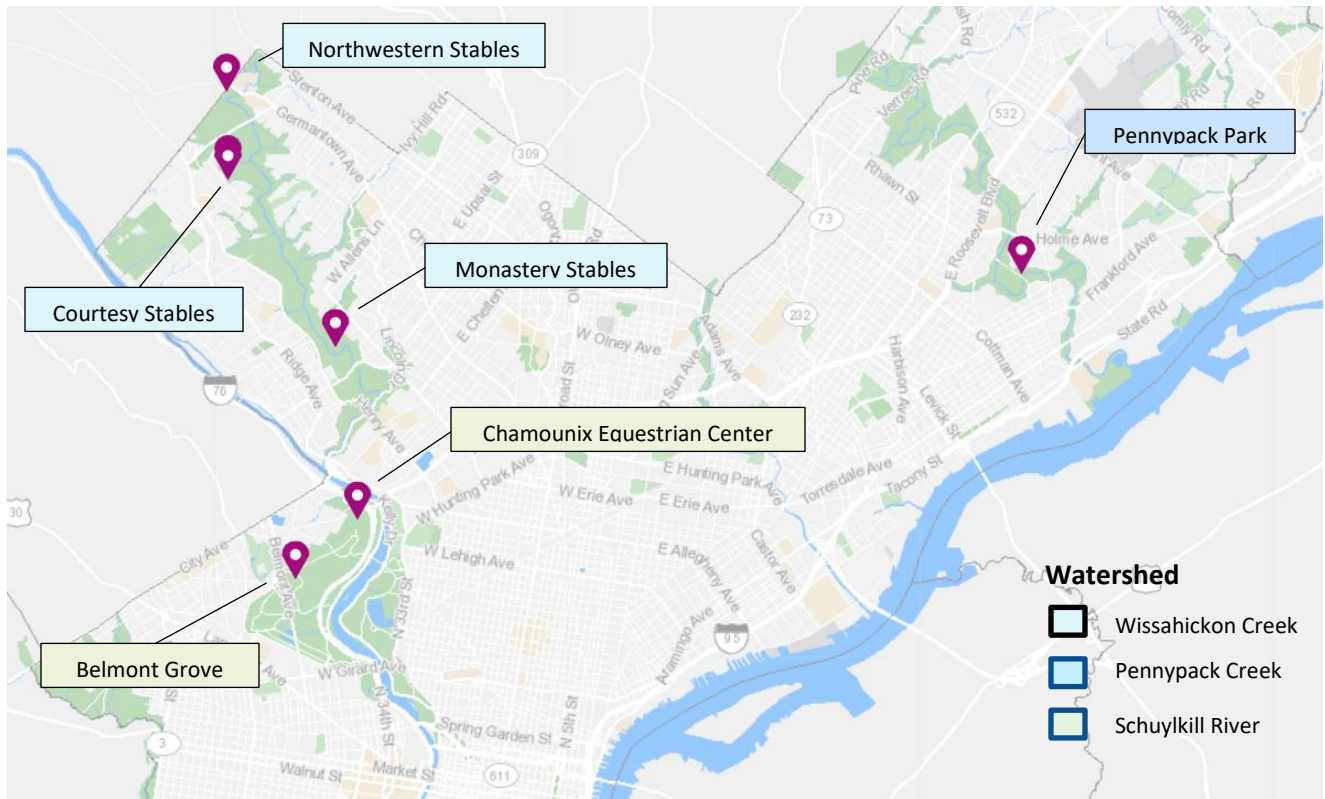 Northwestern Stables
Stenton Ave
Germantown Ave
Ivy-Hill Rd
309
E Upsal St
W Allens Ln
Pine Rd
Verree Rd
532
Comly Rd
Pennypack Park
Rhawn St
73
E Roosevelt Blvd
Holme Ave
Frankford Ave
State Rd
Monastery Stables
Courtesy Stables
E Chelten
Lincoln Dr
W Olney Ave
Adams Ave
232
Harbison Ave
Cottman Ave
Levick St
76
Ridge Ave
Henry Ave
Chamounix Equestrian Center
W Hunting Park Ave
E Hunting Park Ave
Torresdale Ave
Tacony St
W Erie Ave
E Erie Ave
30
City Ave
Belmont Ave
Kelly Dr
W Lehigh Ave
N 33rd St
E Allegheny Ave
Castor Ave
Aramingo Ave
95
Belmont Grove
W Girard Ave
N 34th St
Spring Garden St
N 5th St
3
Walnut St
Market St
611
Watershed
Wissahickon Creek
Pennypack Creek
Schuylkill River